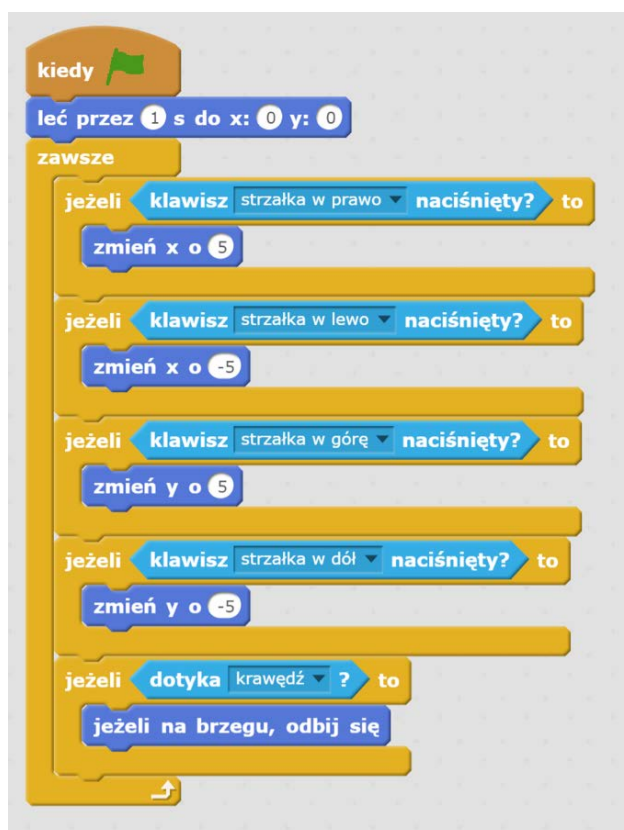 kiedy
leć przez 1 s do x: 0 y: 0
zawsze
jeżeli klawisz strzałka w prawo naciśnięty? to
zmień x o 5
jeżeli klawisz strzałka w lewo naciśnięty? to
zmień x o -5
jeżeli klawisz strzałka w górę naciśnięty? to
zmień y o 5
jeżeli klawisz strzałka w dół naciśnięty? to
zmień y o -5
jeżeli dotyka krawędź ? to
jeżeli na brzegu, odbij się